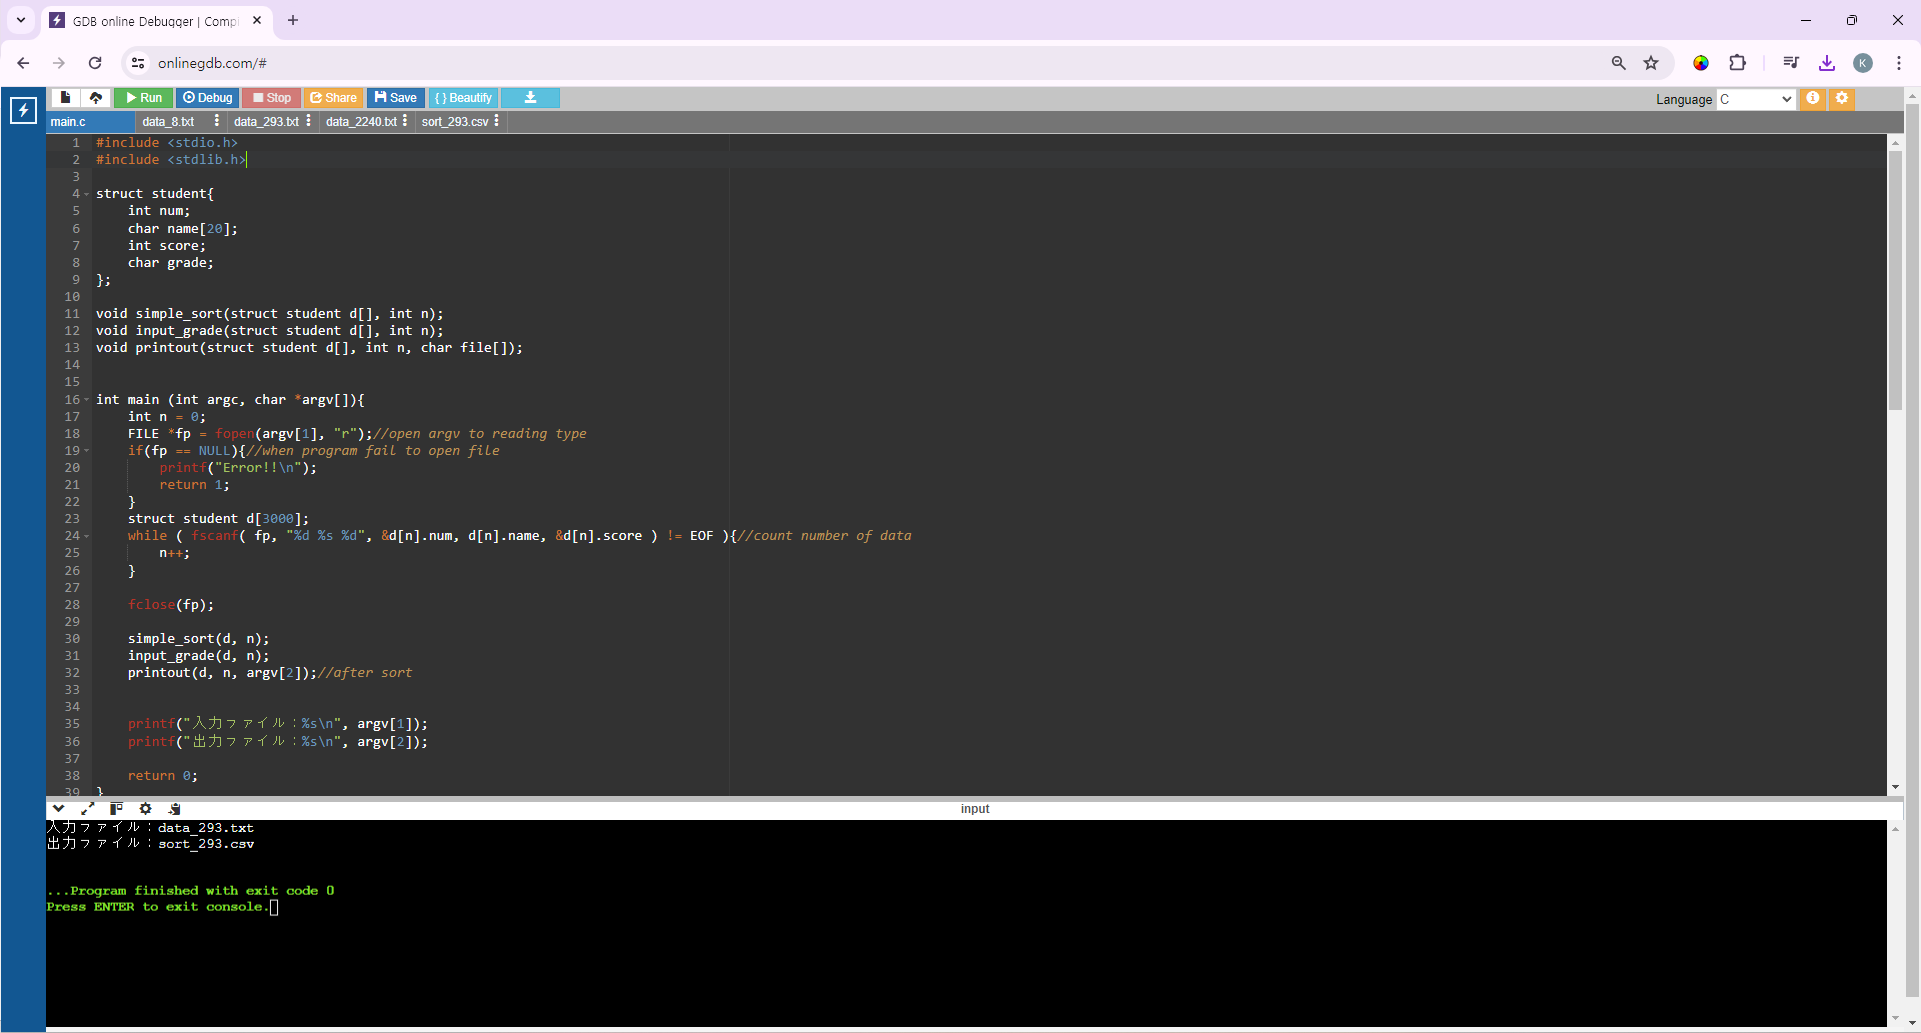 GDB online Debugger | Compi
onlinegdb.com/#
K
Run Debug Stop Share Save { } Beautify
Language C
main.c data_8.txt data_293.txt data_2240.txt sort_293.csv
1 #include <stdio.h>
2 #include <stdlib.h>
3
4 struct student{
5 int num;
6 char name[20];
7 int score;
8 char grade;
9 };
10
11 void simple_sort(struct student d[], int n);
12 void input_grade(struct student d[], int n);
13 void printout(struct student d[], int n, char file[]);
14
15
16 int main (int argc, char *argv[]){
17 int n = 0;
18 FILE *fp = fopen(argv[1], "r");//open argv to reading type
19 if(fp == NULL){//when program fail to open file
20 printf("Error!!\n");
21 return 1;
22 }
23 struct student d[3000];
24 while ( fscanf( fp, "%d %s %d", &d[n].num, d[n].name, &d[n].score ) != EOF ){//count number of data
25 n++;
26 }
27
28 fclose(fp);
29
30 simple_sort(d, n);
31 input_grade(d, n);
32 printout(d, n, argv[2]);//after sort
33
34
35 printf("入力ファイル：%s\n", argv[1]);
36 printf("出力ファイル：%s\n", argv[2]);
37
38 return 0;
39 }
input
入力ファイル：data_293.txt
出力ファイル：sort_293.csv
...Program finished with exit code 0
Press ENTER to exit console.